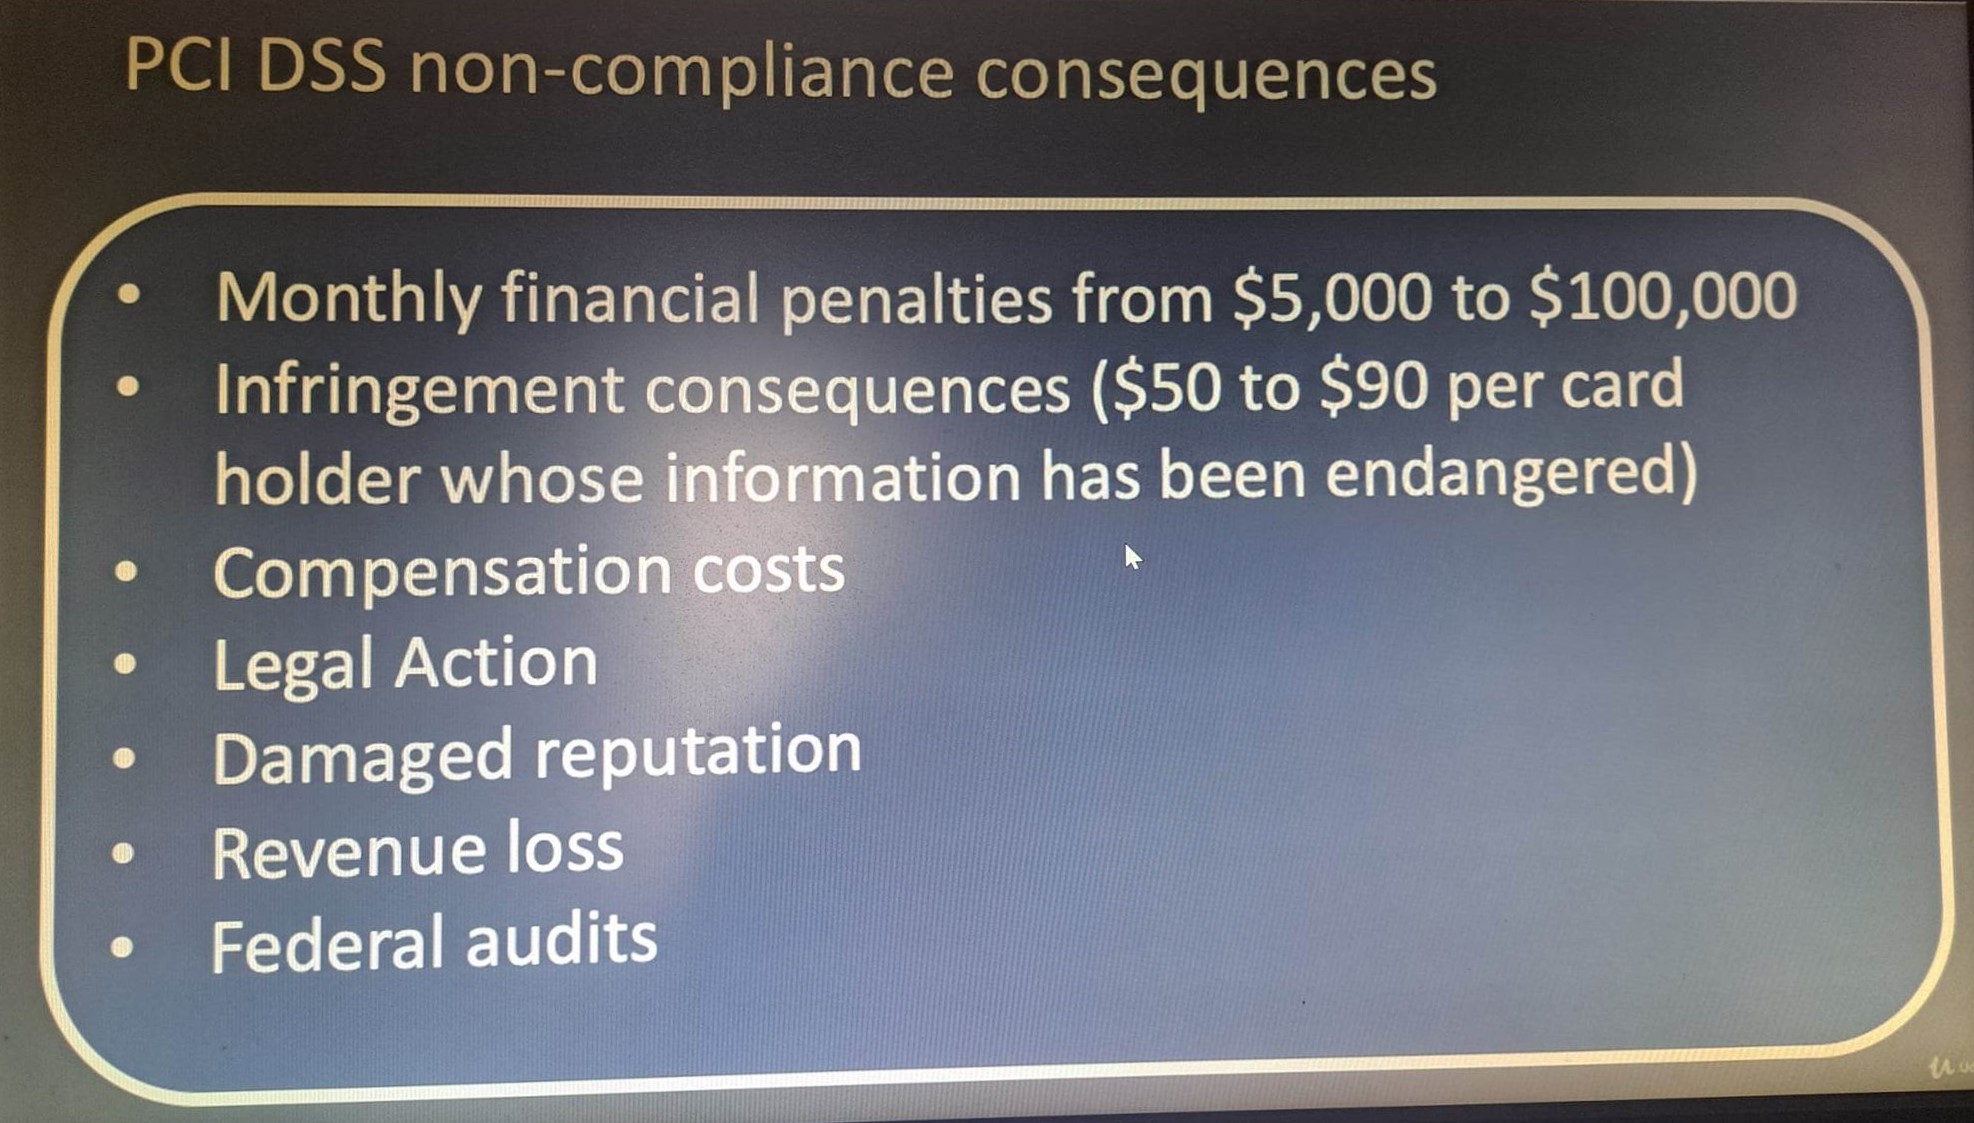 PCI DSS non-compliance consequences
• Monthly financial penalties from $5,000 to $100,000
• Infringement consequences ($50 to $90 per card
holder whose information has been endangered)
• Compensation costs
• Legal Action
• Damaged reputation
• Revenue loss
• Federal audits